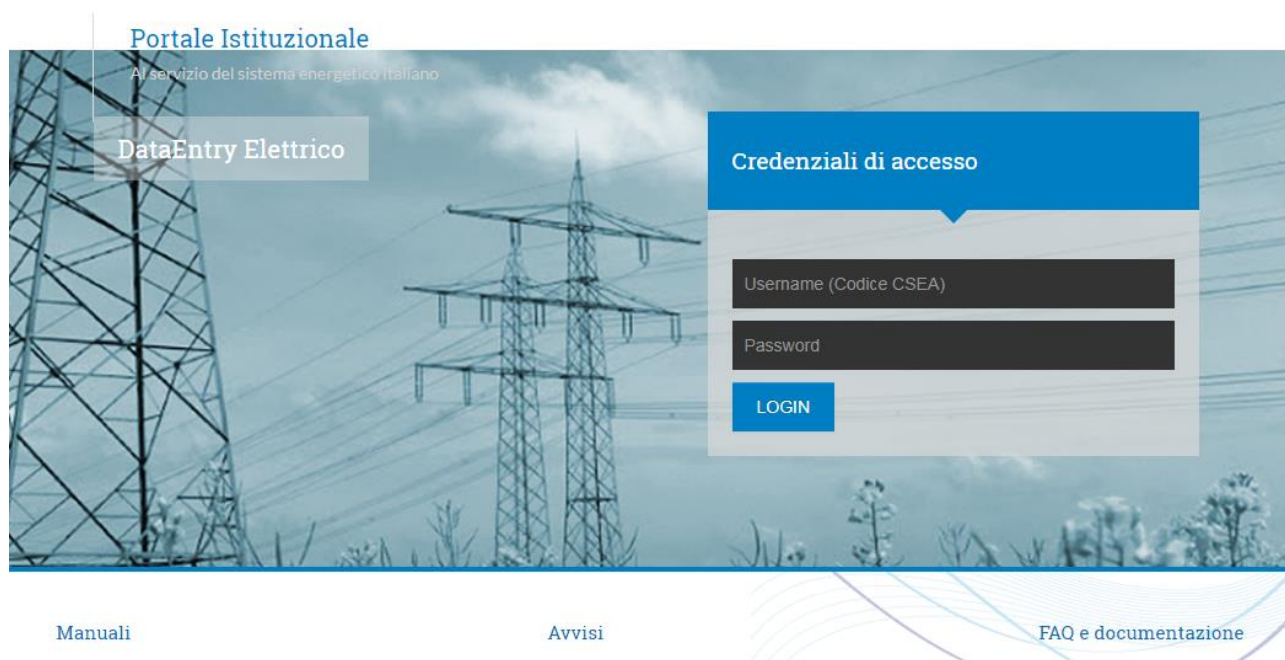 Portale Istituzionale
Al servizio del sistema energetico italiano
DataEntry Elettrico
Credenziali di accesso
Username (Codice CSEA)
Password
LOGIN
Manuali
Avvisi
FAQ e documentazione